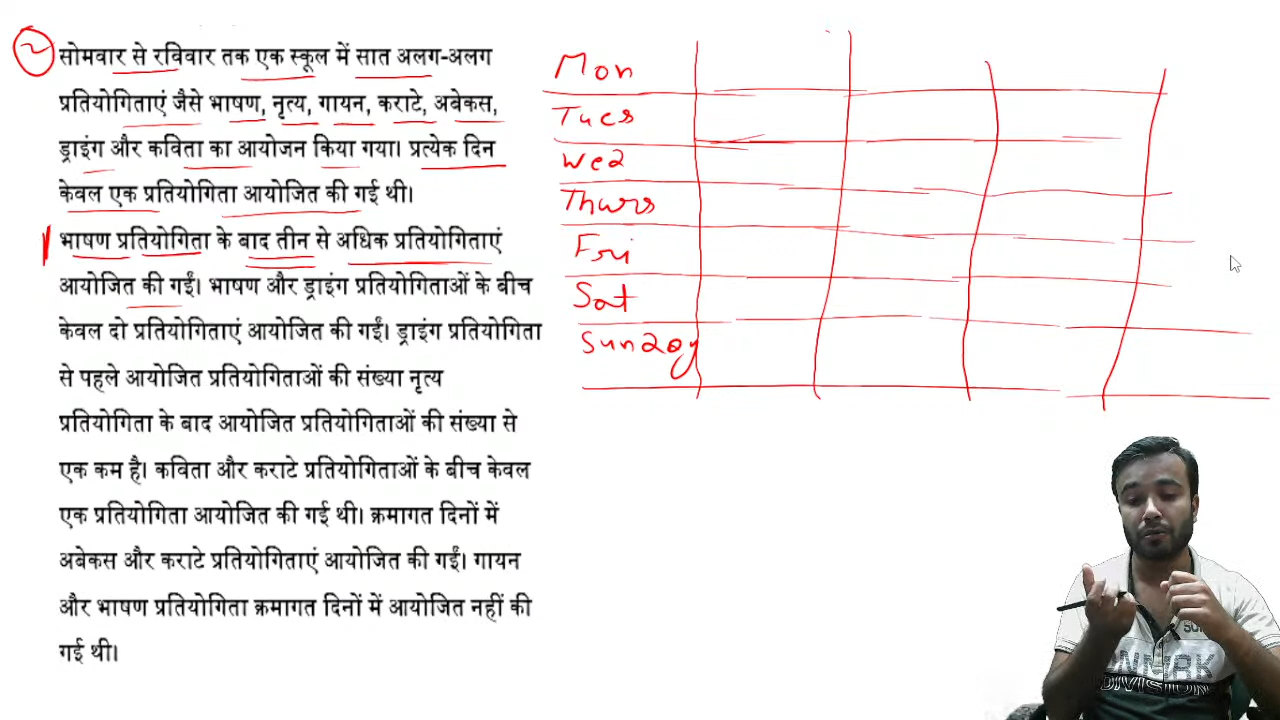 2
सोमवार से रविवार तक एक स्कूल में सात अलग-अलग
प्रतियोगिताएं जैसे भाषण, नृत्य, गायन, कराटे, अबेकस,
ड्राइंग और कविता का आयोजन किया गया। प्रत्येक दिन
केवल एक प्रतियोगिता आयोजित की गई थी।
भाषण प्रतियोगिता के बाद तीन से अधिक प्रतियोगिताएं
आयोजित की गईं। भाषण और ड्राइंग प्रतियोगिताओं के बीच
केवल दो प्रतियोगिताएं आयोजित की गईं। ड्राइंग प्रतियोगिता
से पहले आयोजित प्रतियोगिताओं की संख्या नृत्य
प्रतियोगिता के बाद आयोजित प्रतियोगिताओं की संख्या से
एक कम है। कविता और कराटे प्रतियोगिताओं के बीच केवल
एक प्रतियोगिता आयोजित की गई थी। क्रमागत दिनों में
अबेकस और कराटे प्रतियोगिताएं आयोजित की गईं। गायन
और भाषण प्रतियोगिता क्रमागत दिनों में आयोजित नहीं की
गई थी।
Mon
Tues
Wed
Thurs
Fri
Sat
Sunday
DIVISION